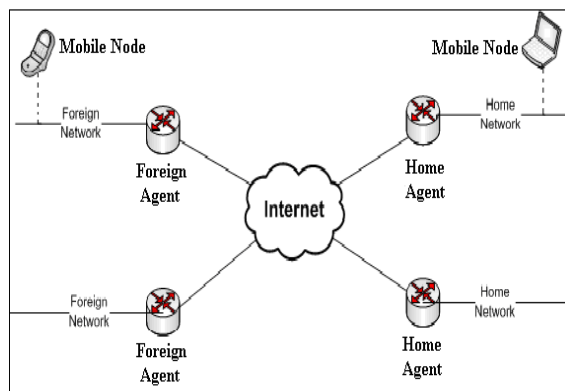 Mobile Node
Mobile Node
Foreign
Network
Home
Network
Foreign
Agent
Home
Agent
Internet
Foreign
Network
Home
Network
Foreign
Agent
Home
Agent